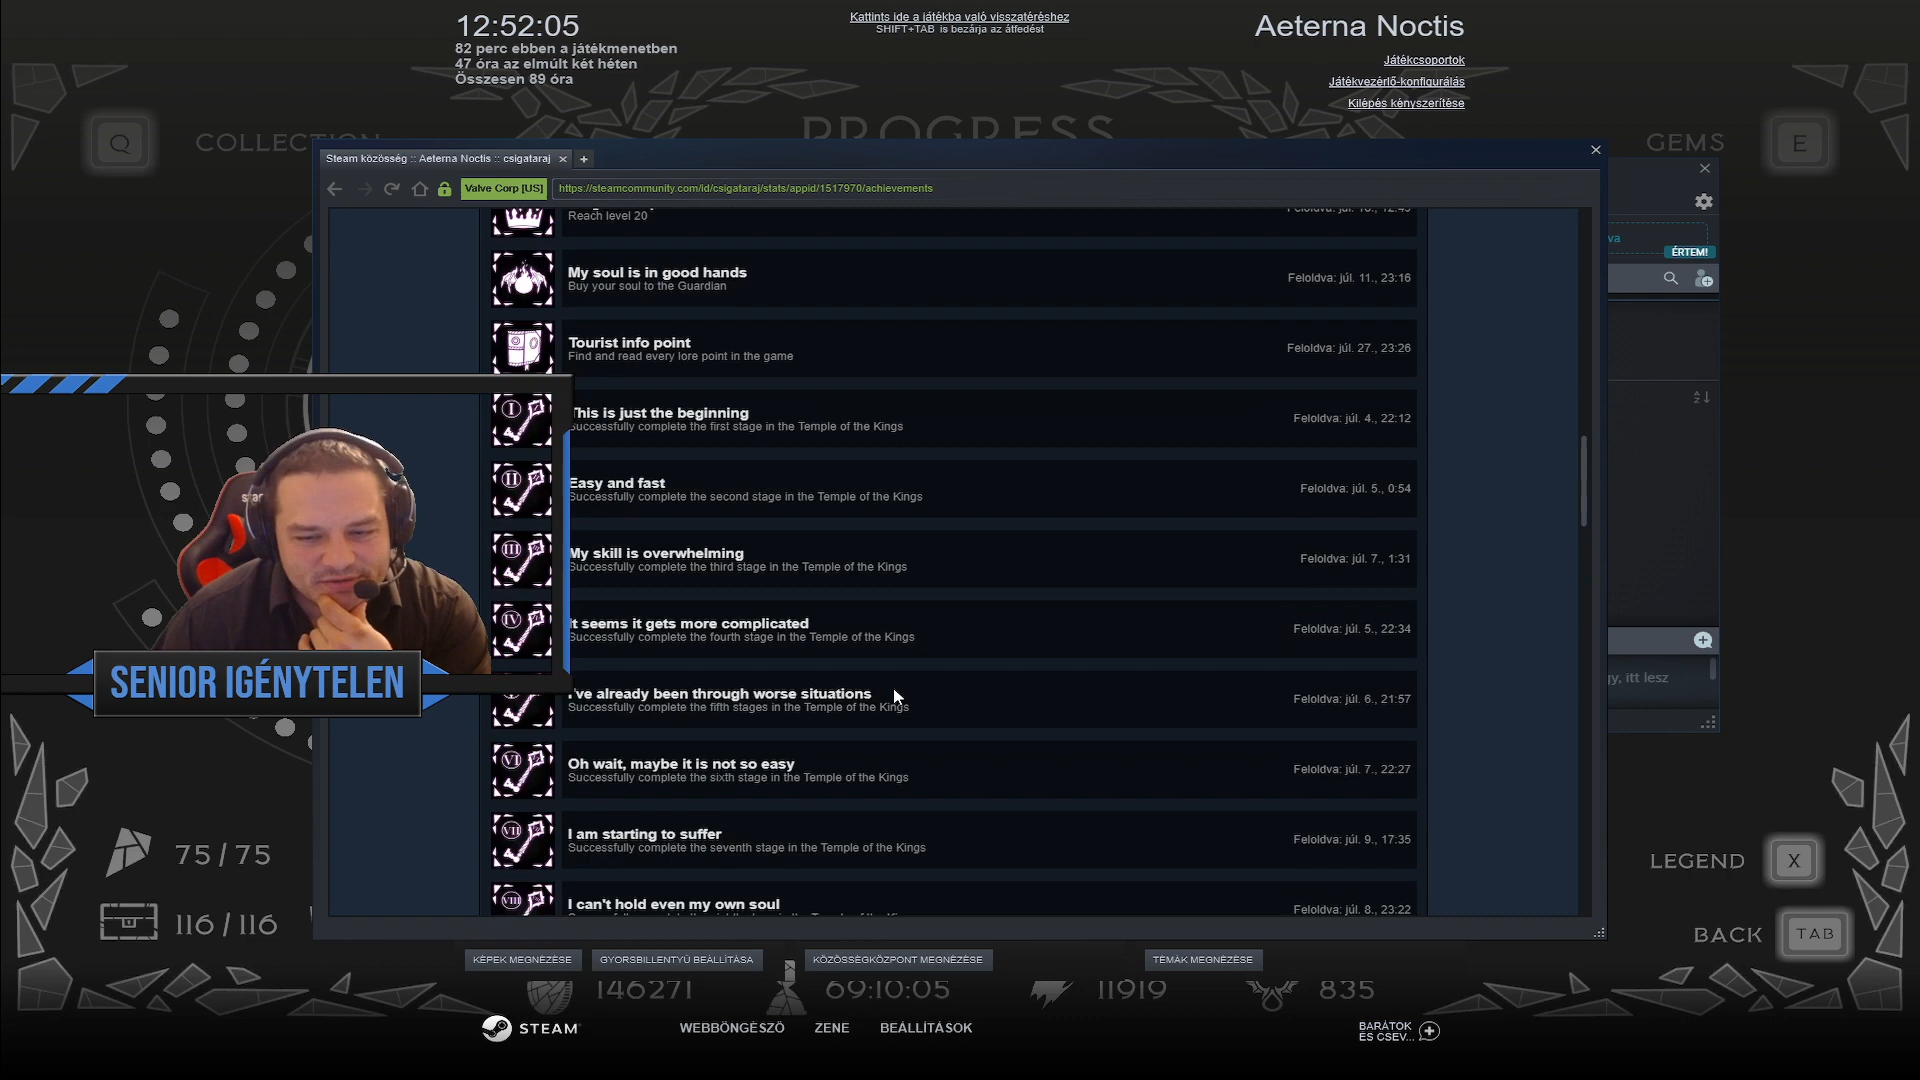 12:52:05
82 perc ebben a játékmenetben
47 óra az elmúlt két héten
Összesen 89 óra
Kattints ide a játékba való visszatéréshez
SHIFT+TAB is bezárja az átfedést
Aeterna Noctis
Játékcsoportok
Játékvezérlő-konfigurálás
Kilépés kényszerítése
Q
COLLECTION
PROGRESS
GEMS
E
Steam közösség :: Aeterna Noctis :: csigataraj
Valve Corp [US]
https://steamcommunity.com/id/csigataraj/stats/appid/1517970/achievements
Reach level 20
My soul is in good hands
Buy your soul to the Guardian
Feloldva: júl. 11., 23:16
Tourist info point
Find and read every lore point in the game
Feloldva: júl. 27., 23:26
I
This is just the beginning
Successfully complete the first stage in the Temple of the Kings
Feloldva: júl. 4., 22:12
II
Easy and fast
Successfully complete the second stage in the Temple of the Kings
Feloldva: júl. 5., 0:54
III
My skill is overwhelming
Successfully complete the third stage in the Temple of the Kings
Feloldva: júl. 7., 1:31
IV
It seems it gets more complicated
Successfully complete the fourth stage in the Temple of the Kings
Feloldva: júl. 5., 22:34
I've already been through worse situations
Successfully complete the fifth stages in the Temple of the Kings
Feloldva: júl. 6., 21:57
VI
Oh wait, maybe it is not so easy
Successfully complete the sixth stage in the Temple of the Kings
Feloldva: júl. 7., 22:27
VII
I am starting to suffer
Successfully complete the seventh stage in the Temple of the Kings
Feloldva: júl. 9., 17:35
VIII
I can't hold even my own soul
Feloldva: júl. 8., 23:22
va
ÉRTEM!
gy, itt lesz
SENIOR IGÉNYTELEN
75/75
116/116
LEGEND
X
BACK
TAB
KÉPEK MEGNÉZÉSE
GYORSBILLENTYŰ BEÁLLÍTÁSA
KÖZÖSSÉGKÖZPONT MEGNÉZÉSE
TÉMÁK MEGNÉZÉSE
146271
69:10:05
11919
835
STEAM
WEBBÖNGÉSZŐ
ZENE
BEÁLLÍTÁSOK
BARÁTOK
ÉS CSEV...